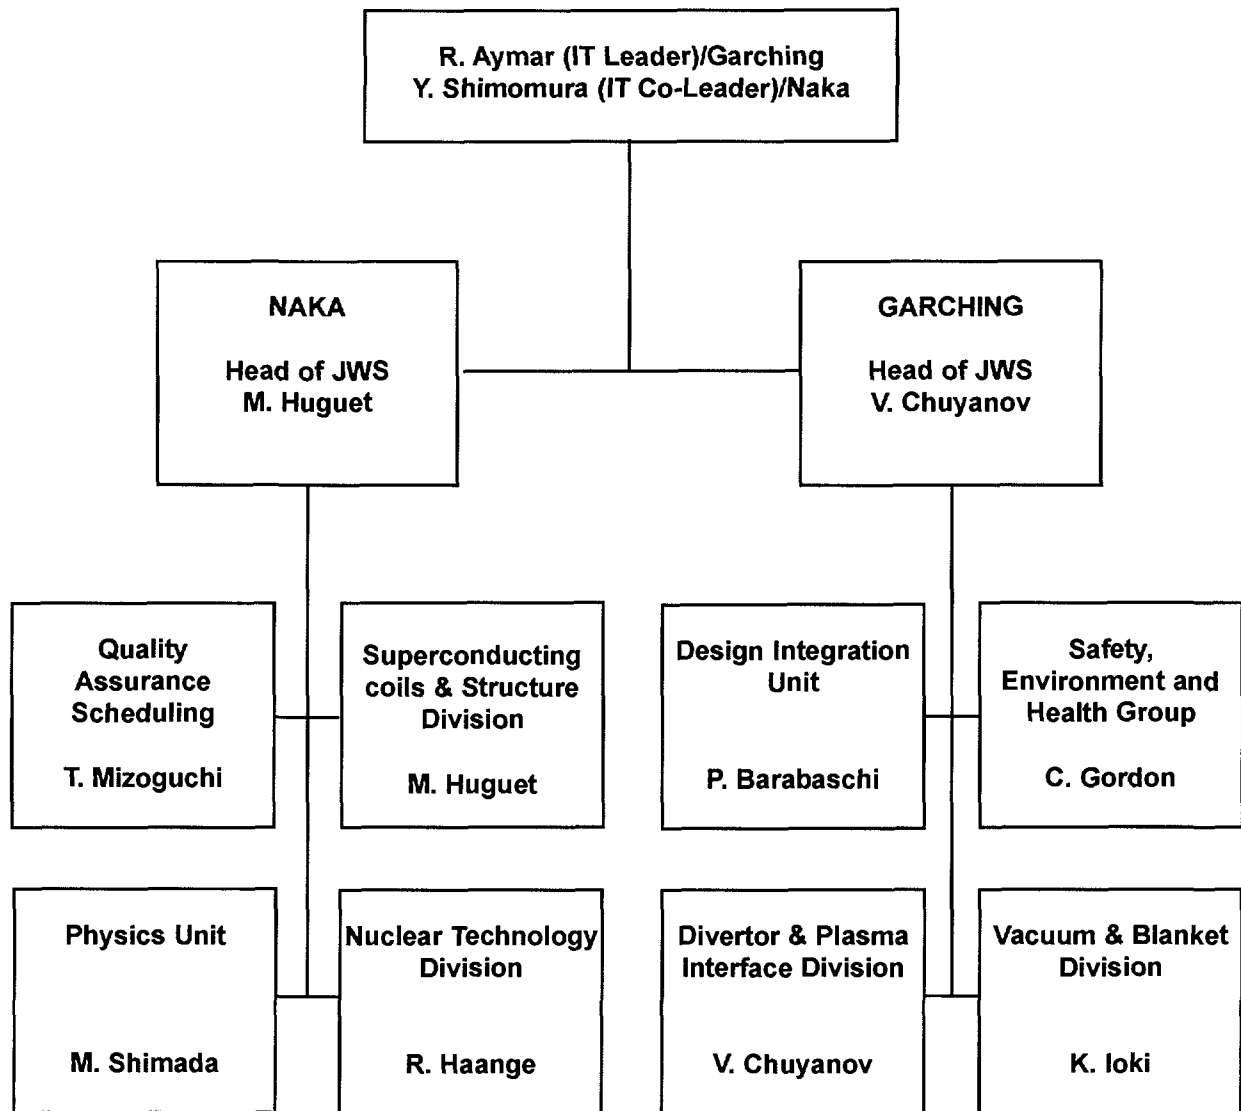 R. Aymar (IT Leader)/Garching
Y. Shimomura (IT Co-Leader)/Naka
NAKA
Head of JWS
M. Huguet
GARCHING
Head of JWS
V. Chuyanov
Quality
Assurance
Scheduling
T. Mizoguchi
Superconducting
coils & Structure
Division
M. Huguet
Design Integration
Unit
P. Barabaschi
Safety,
Environment and
Health Group
C. Gordon
Physics Unit
M. Shimada
Nuclear Technology
Division
R. Haange
Divertor & Plasma
Interface Division
V. Chuyanov
Vacuum & Blanket
Division
K. Ioki